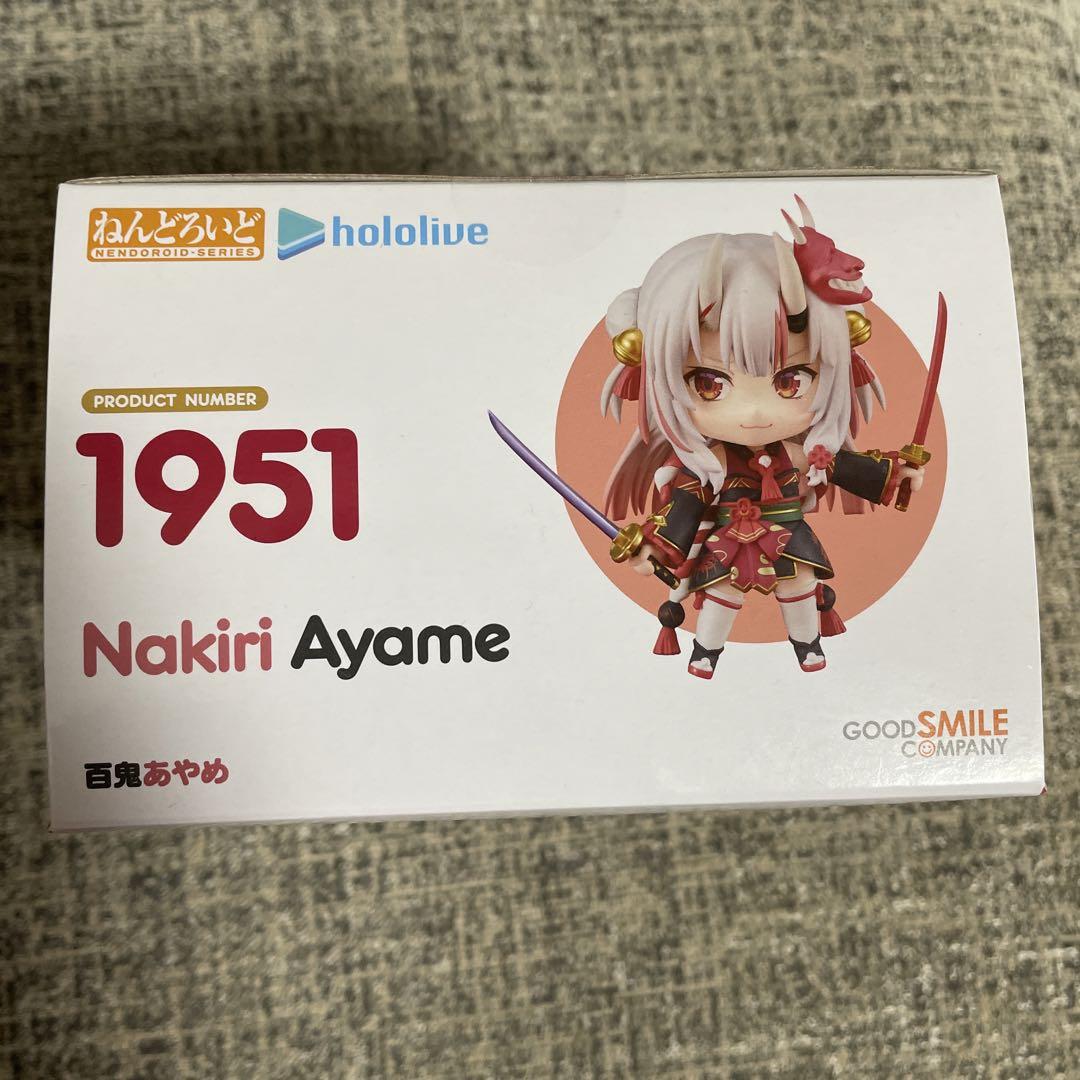 ねんどろいど
NENDOROID-SERIES
hololive
PRODUCT NUMBER
1951
Nakiri Ayame
百鬼あやめ
GOOD SMILE
COMPANY